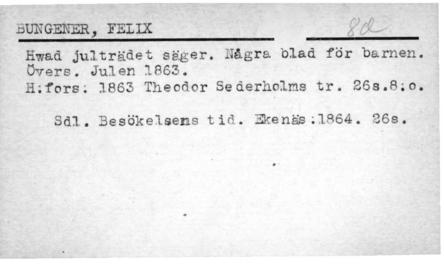 BUNGENER, FELIX 8d
Hwad julträdet säger. Några blad för barnen.
Övers. Julen 1863.
H:fors: 1863 Theodor Sederholms tr. 26s.8:o.
Sdl. Besökelsens tid. Ekenäs:1864. 26s.